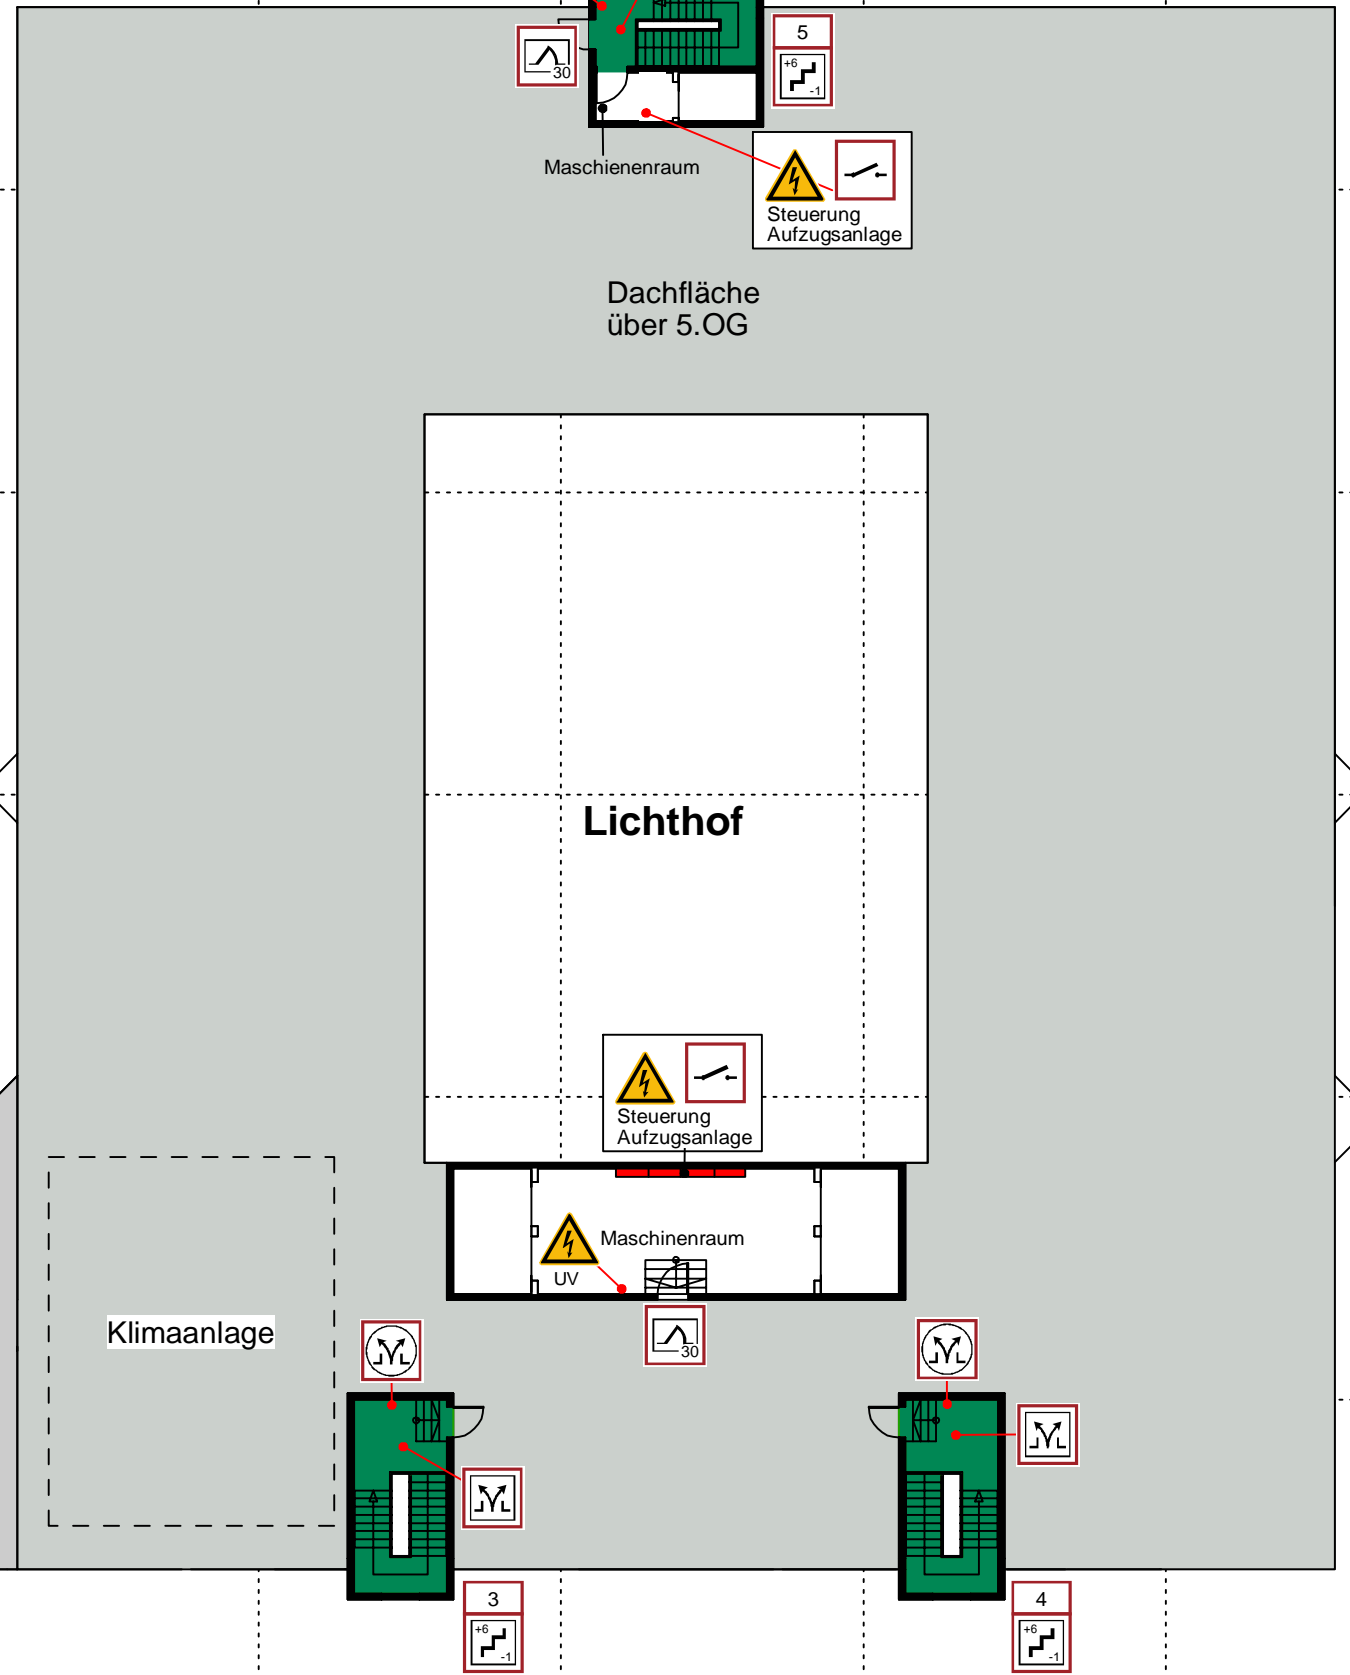 30
5
+6
-1
Maschienenraum
Steuerung
Aufzugsanlage
Dachfläche
über 5.OG
Lichthof
Steuerung
Aufzugsanlage
Maschinenraum
UV
30
Klimaanlage
3
+6
-1
4
+6
-1